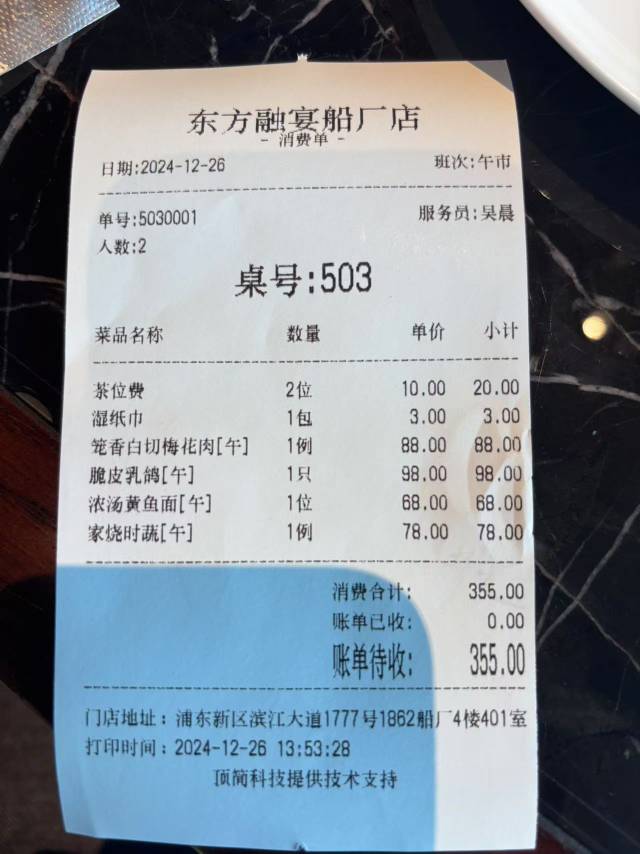 东方融宴船厂店
- 消费单 -
日期:2024-12-26 班次:午市
单号:5030001 服务员:吴晨
人数:2
桌号:503
菜品名称 数量 单价 小计
茶位费 2位 10.00 20.00
湿纸巾 1包 3.00 3.00
笼香白切梅花肉[午] 1例 88.00 88.00
脆皮乳鸽[午] 1只 98.00 98.00
浓汤黄鱼面[午] 1位 68.00 68.00
家烧时蔬[午] 1例 78.00 78.00
消费合计: 355.00
账单已收: 0.00
账单待收: 355.00
门店地址：浦东新区滨江大道1777号1862船厂4楼401室
打印时间：2024-12-26 13:53:28
顶简科技提供技术支持